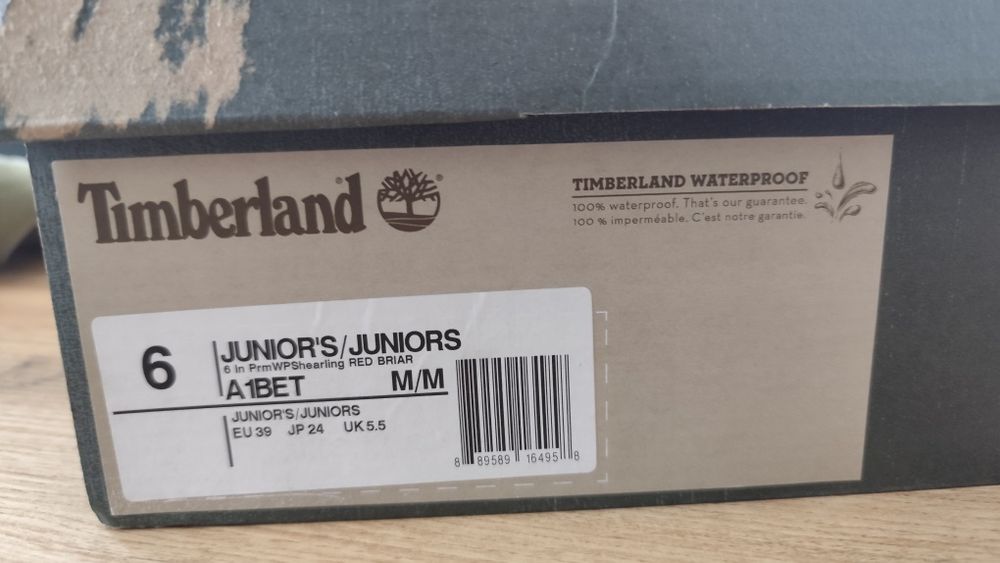 Timberland®
TIMBERLAND WATERPROOF
100% waterproof. That's our guarantee.
100 % imperméable. C'est notre garantie.
6
JUNIOR'S/JUNIORS
6 In PrmWPShearling RED BRIAR
A1BET M/M
JUNIOR'S/JUNIORS
EU 39 JP 24 UK 5.5
8 89589 16495 8